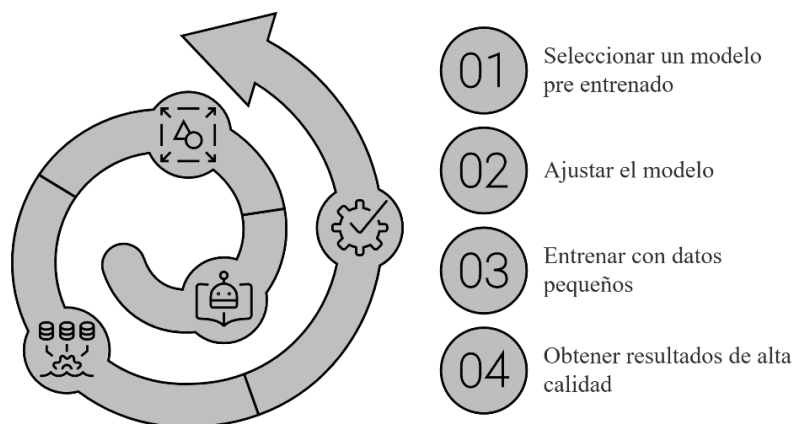 01
Seleccionar un modelo
pre entrenado
02
Ajustar el modelo
03
Entrenar con datos
pequeños
04
Obtener resultados de alta
calidad